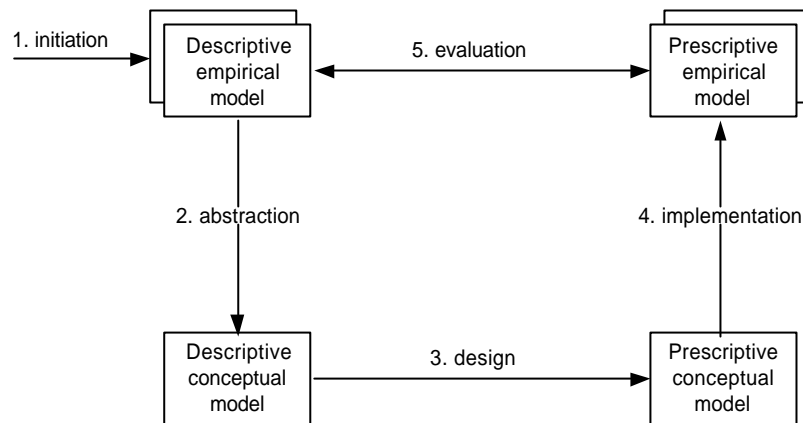 1. initiation
Descriptive
empirical
model
5. evaluation
Prescriptive
empirical
model
2. abstraction
4. implementation
Descriptive
conceptual
model
3. design
Prescriptive
conceptual
model